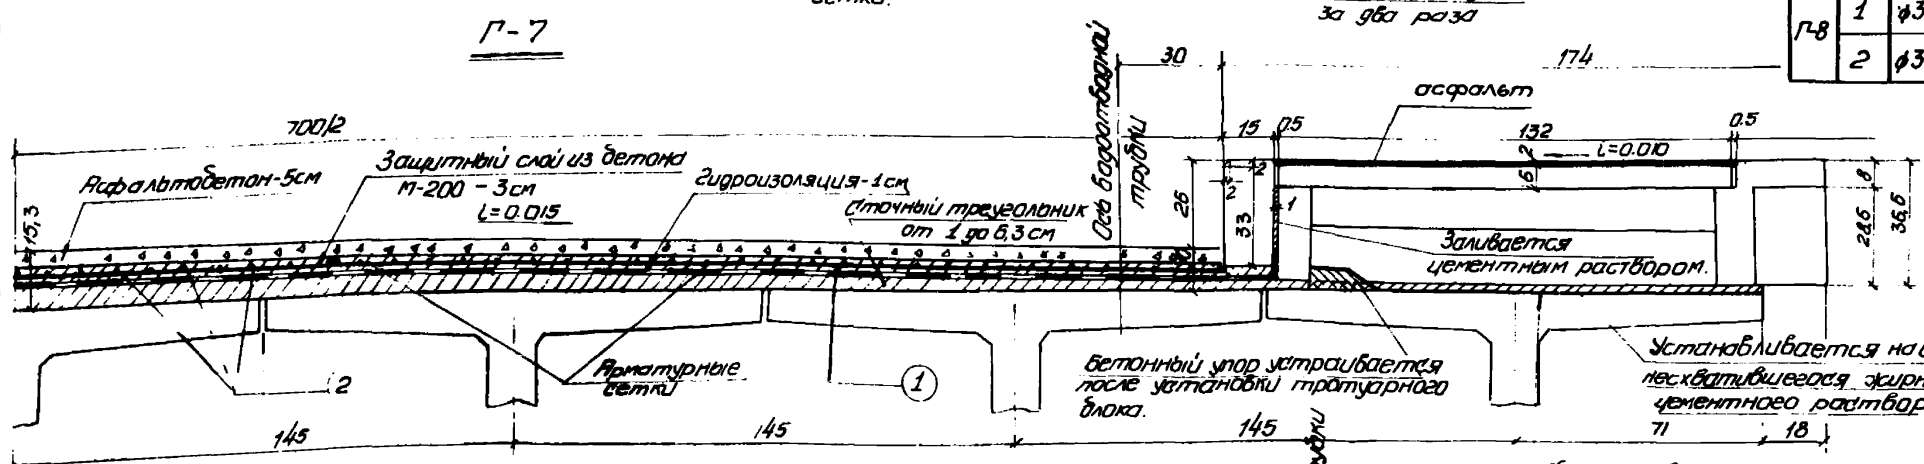 сетка.
за два раза
Г-7
Г-8
1
ф3
2
ф3
30
174
Ось водоотводной
трубки
асфальт
700/2
15
0.5
132
0.5
Асфальтобетон-5см
Защитный слой из бетона
М-200 - 3см
i=0.015
Гидроизоляция-1см
Сточный треугольник
от 1 до 6,3 см
2
i=0.010
6
2
2
26
33
1
8
28,6
36,6
15,3
Заливается
цементным раствором.
Арматурные
сетки
2
1
Бетонный упор устраивается
после установки тротуарного
блока.
Устанавливается на
несхватившегося
цементного
145
145
145
71
18